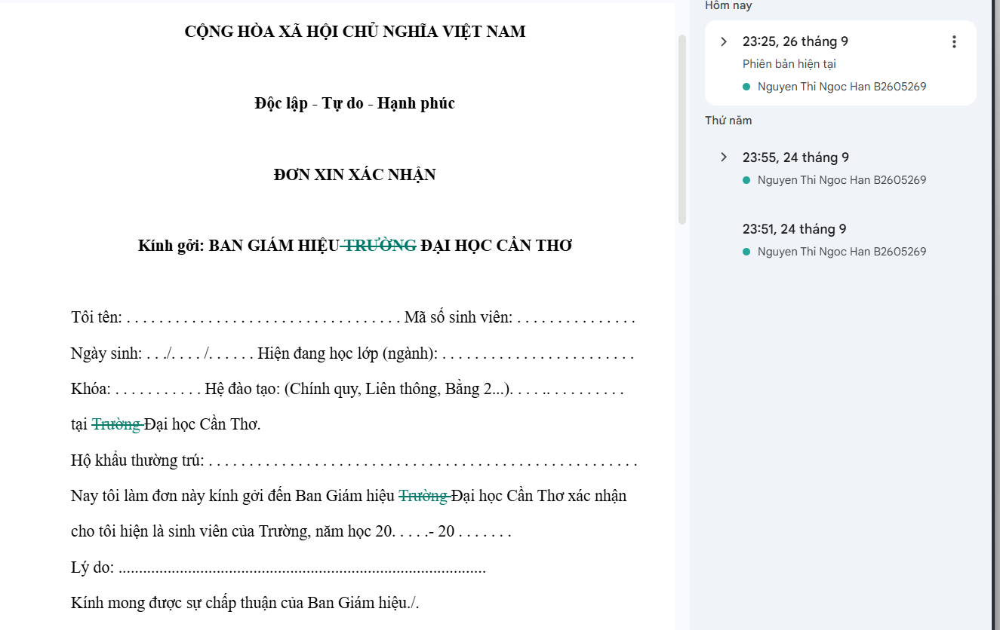 CỘNG HÒA XÃ HỘI CHỦ NGHĨA VIỆT NAM
Độc lập - Tự do - Hạnh phúc
ĐƠN XIN XÁC NHẬN
Kính gởi: BAN GIÁM HIỆU TRƯỜNG ĐẠI HỌC CẦN THƠ
Tôi tên: . . . . . . . . . . . . . . . . . . . . . . . . . . . . . . . . . . Mã số sinh viên: . . . . . . . . . . . . . . .
Ngày sinh: . . ./. . . . /. . . . . . Hiện đang học lớp (ngành): . . . . . . . . . . . . . . . . . . . . . . . .
Khóa: . . . . . . . . . . . Hệ đào tạo: (Chính quy, Liên thông, Bằng 2...). . . . .. . . . . . . . . .
tại Trường Đại học Cần Thơ.
Hộ khẩu thường trú: . . . . . . . . . . . . . . . . . . . . . . . . . . . . . . . . . . . . . . . . . . . . . . . . . . . . .
Nay tôi làm đơn này kính gởi đến Ban Giám hiệu Trường Đại học Cần Thơ xác nhận
cho tôi hiện là sinh viên của Trường, năm học 20. . . . .- 20 . . . . . . .
Lý do: ..........................................................................................
Kính mong được sự chấp thuận của Ban Giám hiệu./.
Hôm nay
23:25, 26 tháng 9
Phiên bản hiện tại
Nguyen Thi Ngoc Han B2605269
Thứ năm
23:55, 24 tháng 9
Nguyen Thi Ngoc Han B2605269
23:51, 24 tháng 9
Nguyen Thi Ngoc Han B2605269